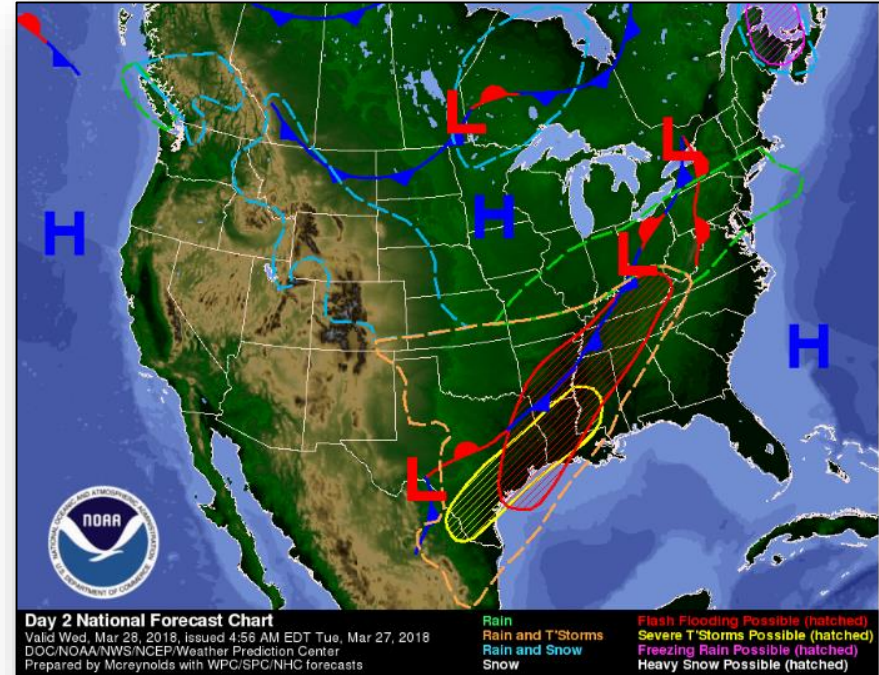 L
L
H
L
H
L
H
L
NATIONAL OCEANIC AND ATMOSPHERIC ADMINISTRATION
NOAA
U.S. DEPARTMENT OF COMMERCE
Day 2 National Forecast Chart
Valid Wed, Mar 28, 2018, issued 4:56 AM EDT Tue, Mar 27, 2018
DOC/NOAA/NWS/NCEP/Weather Prediction Center
Prepared by Mcreynolds with WPC/SPC/NHC forecasts
Rain
Rain and T'Storms
Rain and Snow
Snow
Flash Flooding Possible (hatched)
Severe T'Storms Possible (hatched)
Freezing Rain Possible (hatched)
Heavy Snow Possible (hatched)